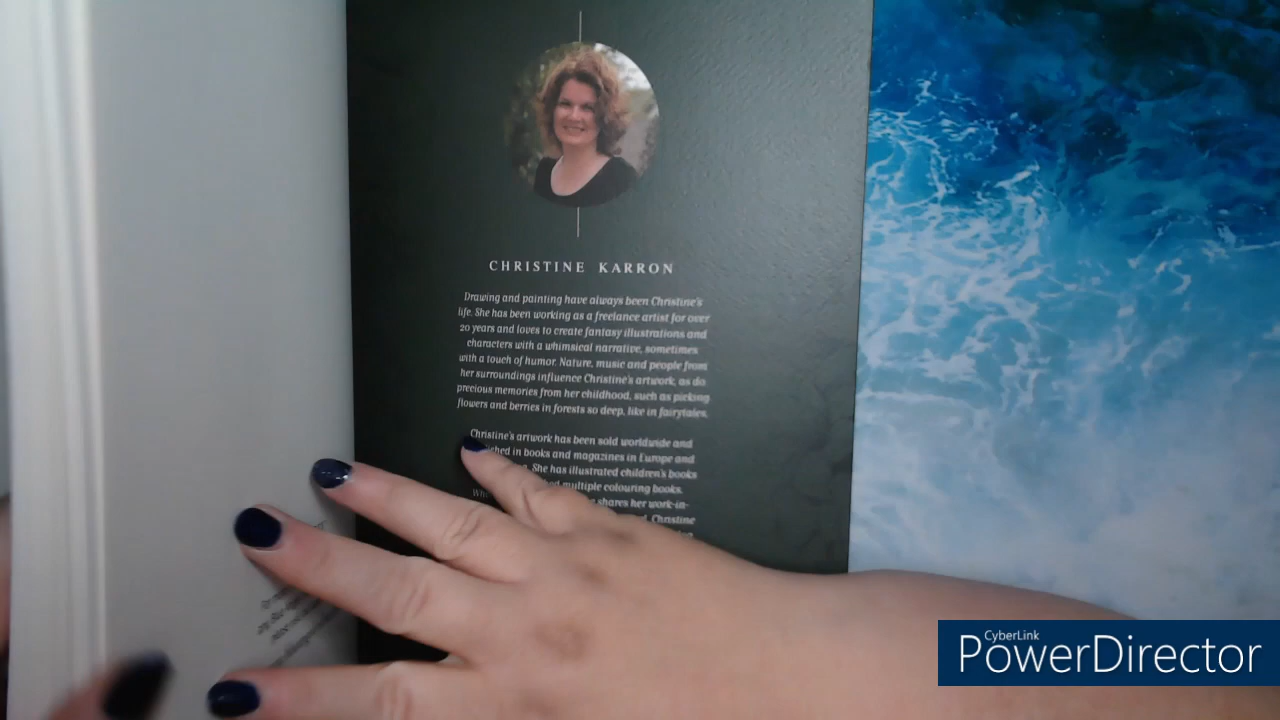 CHRISTINE KARRON
Drawing and painting have always been Christine's
life. She has been working as a freelance artist for over
20 years and loves to create fantasy illustrations and
characters with a whimsical narrative, sometimes
with a touch of humor. Nature, music and people from
her surroundings influence Christine's artwork, as do
precious memories from her childhood, such as picking
flowers and berries in forests so deep, like in fairytales.
Christine's artwork has been sold worldwide and
in books and magazines in Europe and
She has illustrated children's books
multiple colouring books.
shares her work-in-
Christine
CyberLink
PowerDirector